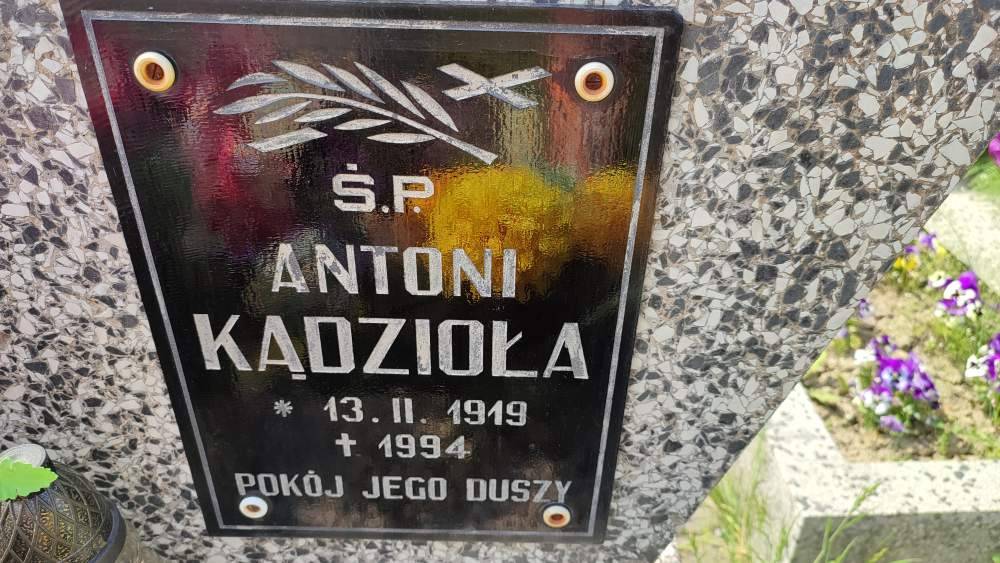 Ś.P.
ANTONI
KĄDZIOŁA
* 13. II. 1919
✝ 1994
POKÓJ JEGO DUSZY